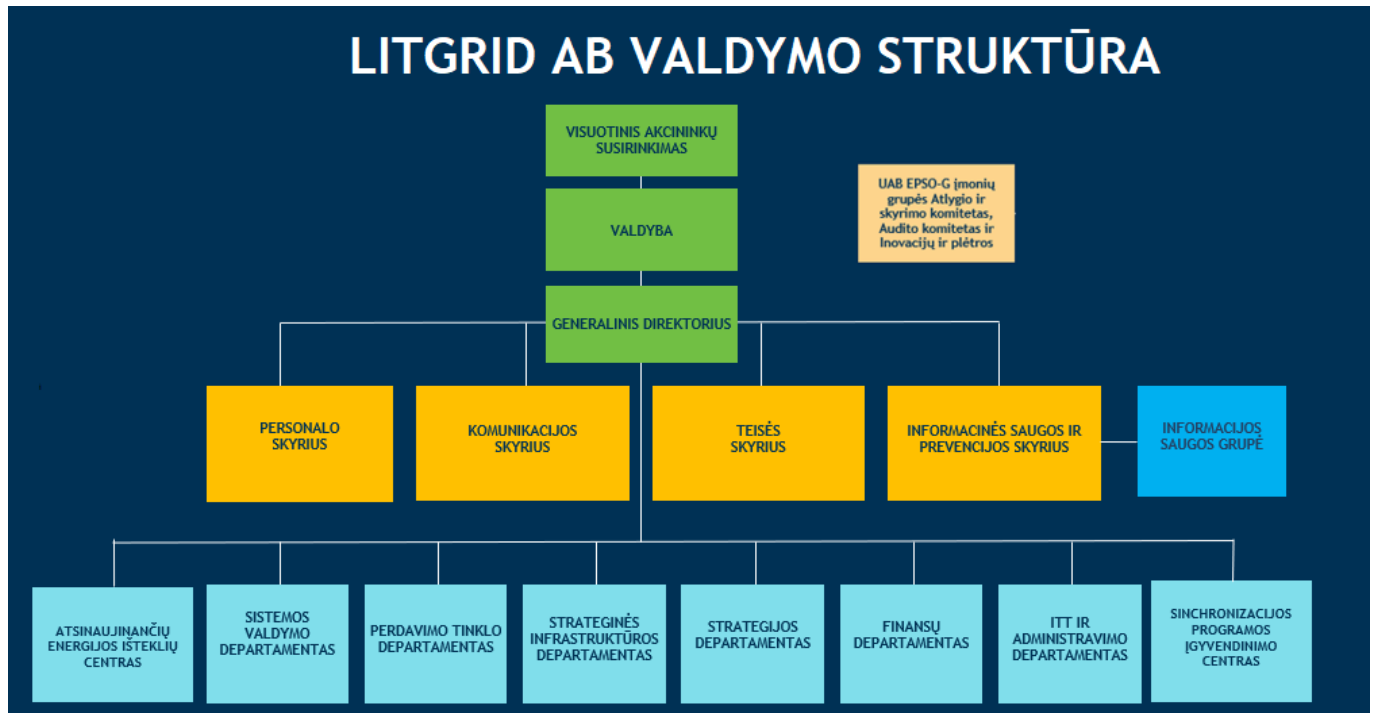 LITGRID AB VALDYMO STRUKTŪRA
VISUOTINIS AKCININKŲ
SUSIRINKIMAS
UAB EPSO-G įmonių
grupės Atlygio ir
skyrimo komitetas,
Audito komitetas ir
Inovacijų ir plėtros
VALDYBA
GENERALINIS DIREKTORIUS
PERSONALO
SKYRIUS
KOMUNIKACIJOS
SKYRIUS
TEISĖS
SKYRIUS
INFORMACINĖS SAUGOS IR
PREVENCIJOS SKYRIUS
INFORMACIJOS
SAUGOS GRUPĖ
ATSINAUJINANČIŲ
ENERGIJOS IŠTEKLIŲ
CENTRAS
SISTEMOS
VALDYMO
DEPARTAMENTAS
PERDAVIMO TINKLO
DEPARTAMENTAS
STRATEGINĖS
INFRASTRUKTŪROS
DEPARTAMENTAS
STRATEGIJOS
DEPARTAMENTAS
FINANSŲ
DEPARTAMENTAS
ITT IR
ADMINISTRAVIMO
DEPARTAMENTAS
SINCHRONIZACIJOS
PROGRAMOS
ĮGYVENDINIMO
CENTRAS